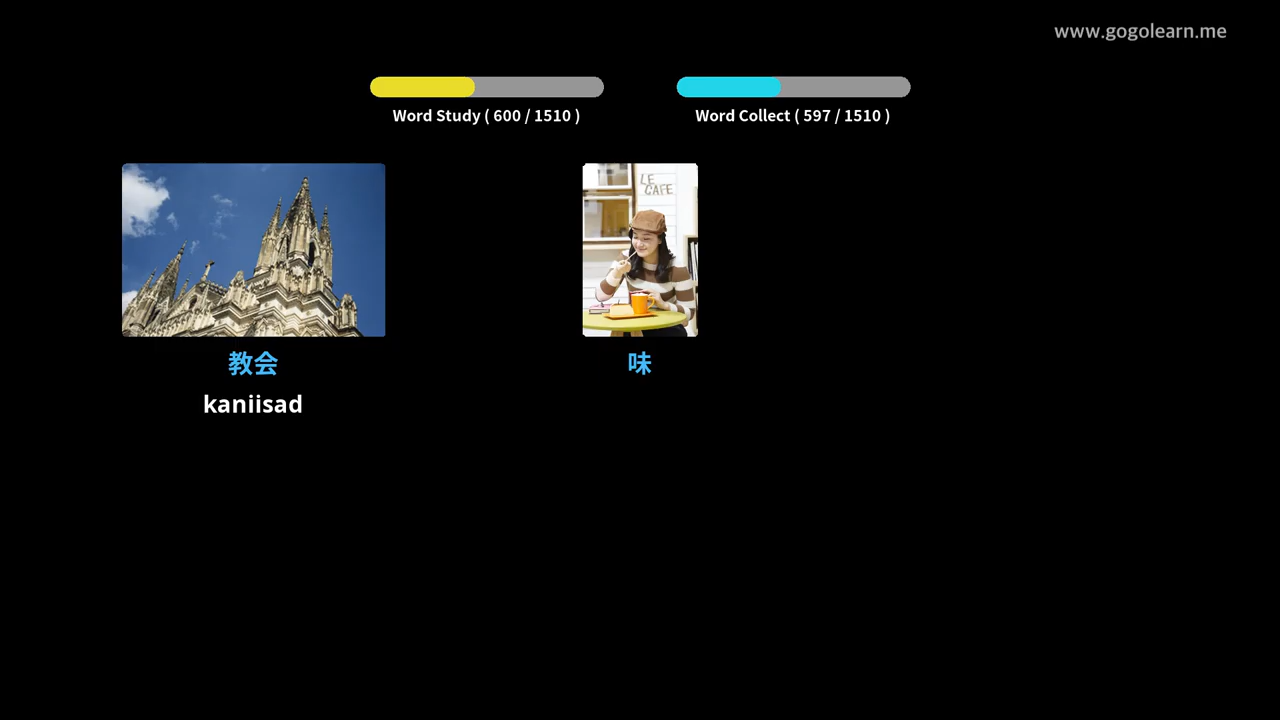 www.gogolearn.me
Word Study ( 600 / 1510 )
Word Collect ( 597 / 1510 )
LE
CAFE
教会
味
kaniisad